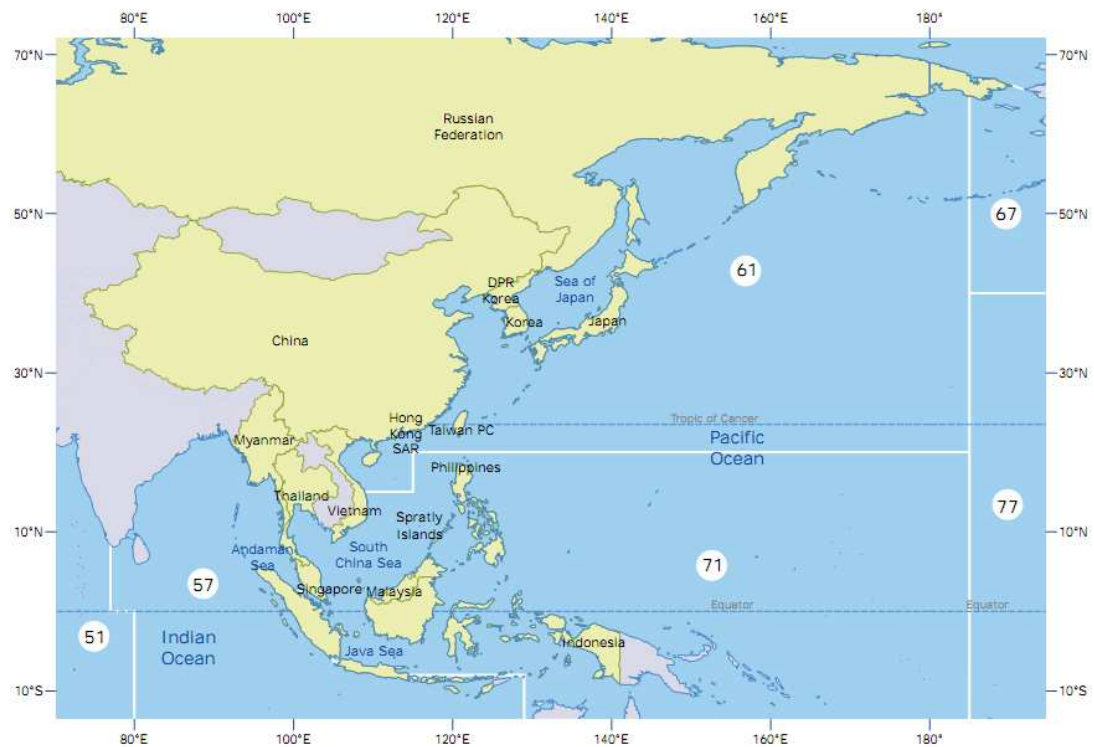 80°E 100°E 120°E 140°E 160°E 180°
70°N 70°N
Russian
Federation
50°N 67 50°N
61
DPR
Korea
Sea of
Japan
Korea
Japan
China
30°N 30°N
Tropic of Cancer
Hong
Kong
SAR
Taiwan PC
Pacific
Ocean
Myanmar
Philippines
Thailand
Vietnam
Spratly
Islands
77
10°N 10°N
Andaman
Sea
South
China Sea
71
57
Singapore
Malaysia
Equator Equator
51
Indian
Ocean
Java Sea
Indonesia
10°S 10°S
80°E 100°E 120°E 140°E 160°E 180°